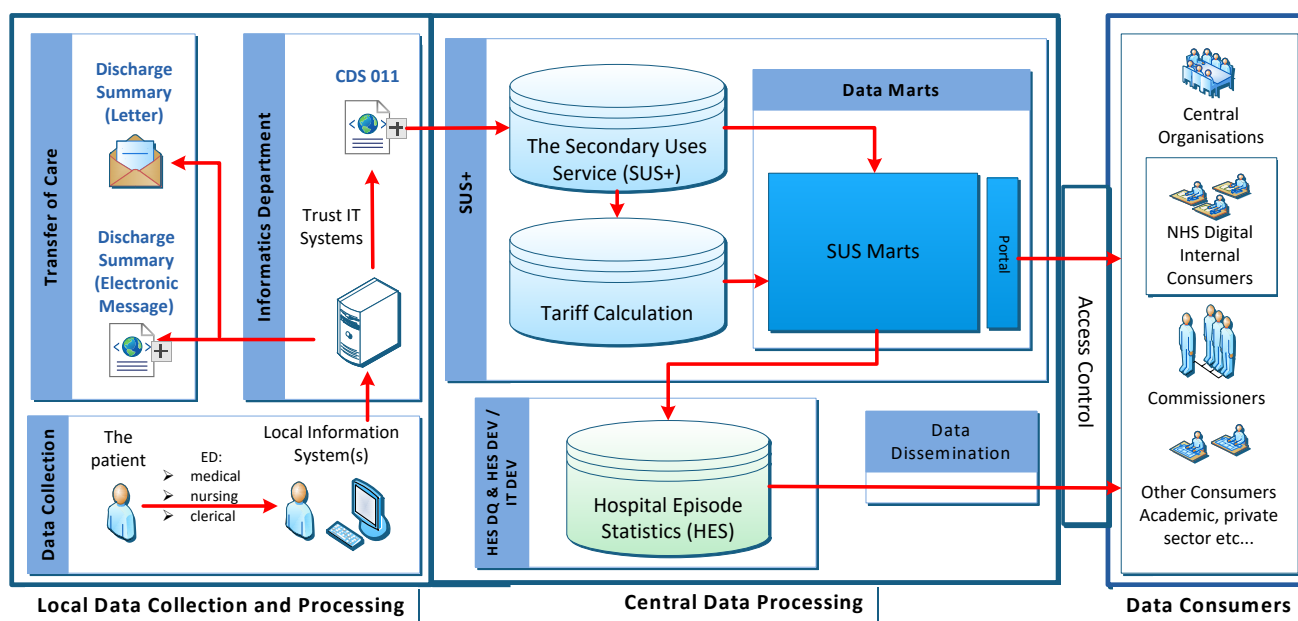 Transfer of Care
Discharge
Summary
(Letter)
Discharge
Summary
(Electronic
Message)
Informatics Department
CDS 011
Trust IT
Systems
Data Collection
The
patient
ED:
➢ medical
➢ nursing
➢ clerical
Local Information
System(s)
Local Data Collection and Processing
SUS+
The Secondary Uses
Service (SUS+)
Tariff Calculation
Data Marts
SUS Marts
Portal
HES DQ & HES DEV /
IT DEV
Hospital Episode
Statistics (HES)
Data
Dissemination
Central Data Processing
Access Control
Central
Organisations
NHS Digital
Internal
Consumers
Commissioners
Other Consumers
Academic, private
sector etc...
Data Consumers